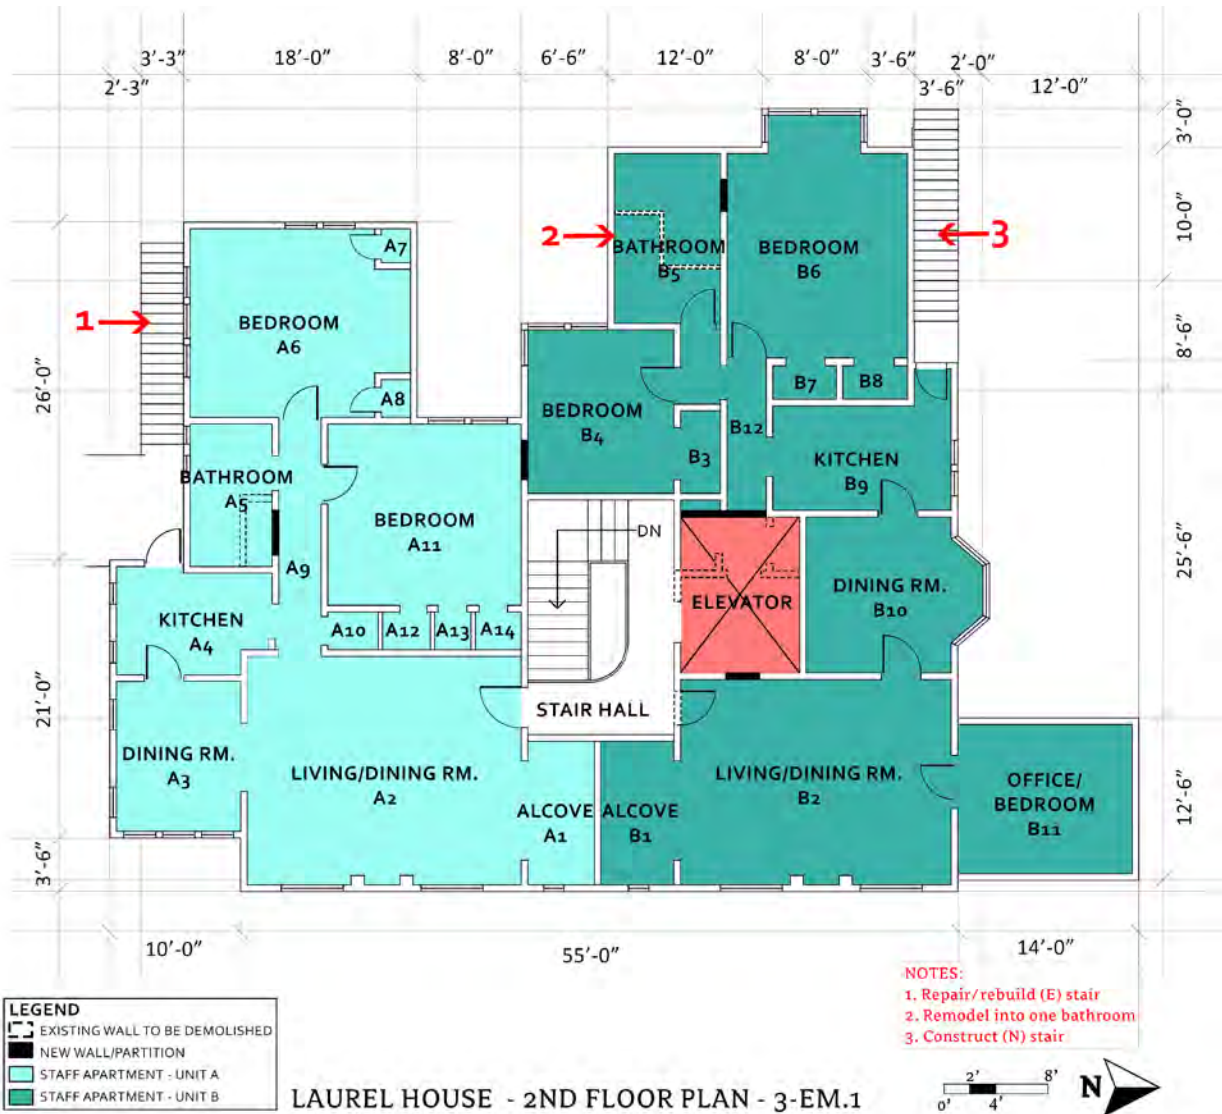 3'-3"
18'-0"
8'-0"
6'-6"
12'-0"
8'-0"
3'-6"
2'-0"
2'-3"
3'-6"
12'-0"
3'-0"
10-0"
8'-6"
25'-6"
12'-6"
26'-0"
21'-0"
3'-6"
1
2
3
A7
BEDROOM
A6
A8
BATHROOM
A5
BEDROOM
A11
A9
KITCHEN
A4
A10
A12
A13
A14
DINING RM.
A3
LIVING/DINING RM.
A2
ALCOVE
A1
BATHROOM
B5
BEDROOM
B6
B7
B8
BEDROOM
B4
B3
B12
KITCHEN
B9
DN
ELEVATOR
DINING RM.
B10
STAIR HALL
ALCOVE
B1
LIVING/DINING RM.
B2
OFFICE/
BEDROOM
B11
10'-0"
55'-0"
14'-0"
NOTES:
1. Repair/rebuild (E) stair
2. Remodel into one bathroom
3. Construct (N) stair
LEGEND
EXISTING WALL TO BE DEMOLISHED
NEW WALL/PARTITION
STAFF APARTMENT - UNIT A
STAFF APARTMENT - UNIT B
LAUREL HOUSE - 2ND FLOOR PLAN - 3-EM.1
2' 8'
0' 4'
N